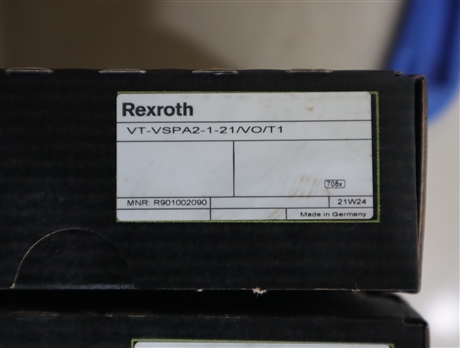 Rexroth
VT-VSPA2-1-21/VO/T1
708x
MNR: R901002090
21W24
Made in Germany